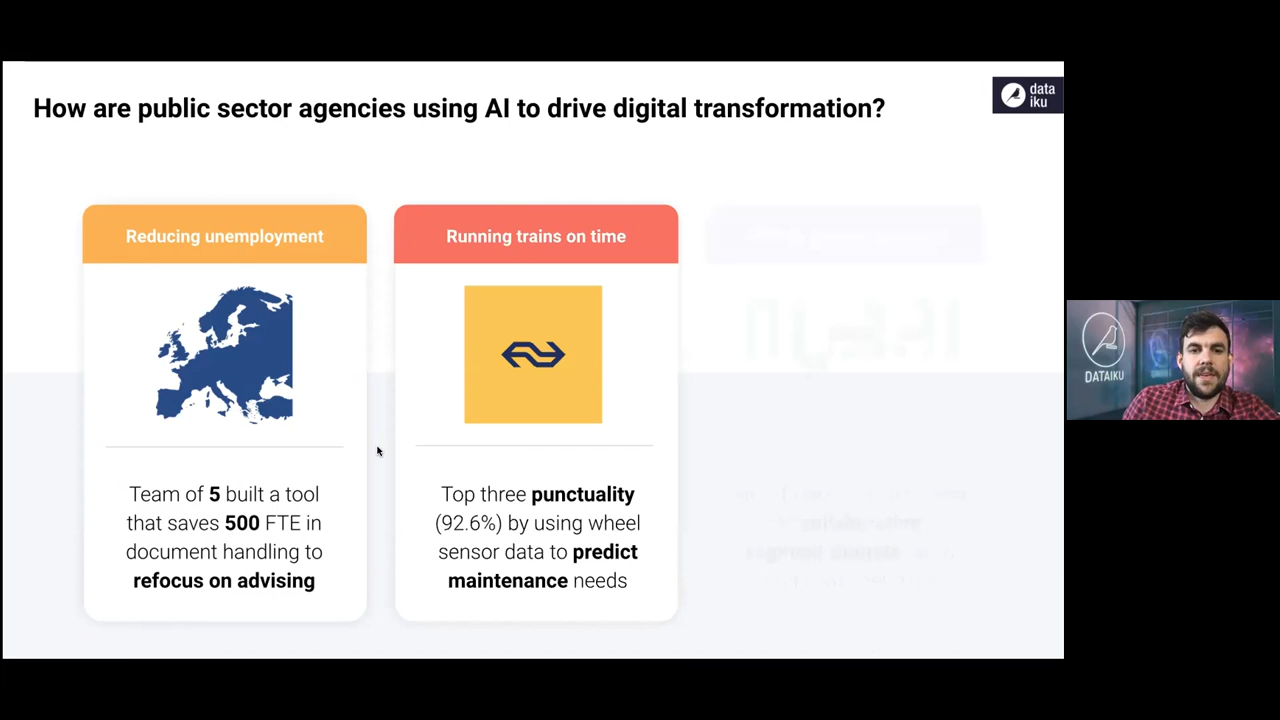 How are public sector agencies using AI to drive digital transformation?
data
iku
Reducing unemployment
Team of 5 built a tool
that saves 500 FTE in
document handling to
refocus on advising
Running trains on time
Top three punctuality
(92.6%) by using wheel
sensor data to predict
maintenance needs
DATAIKU